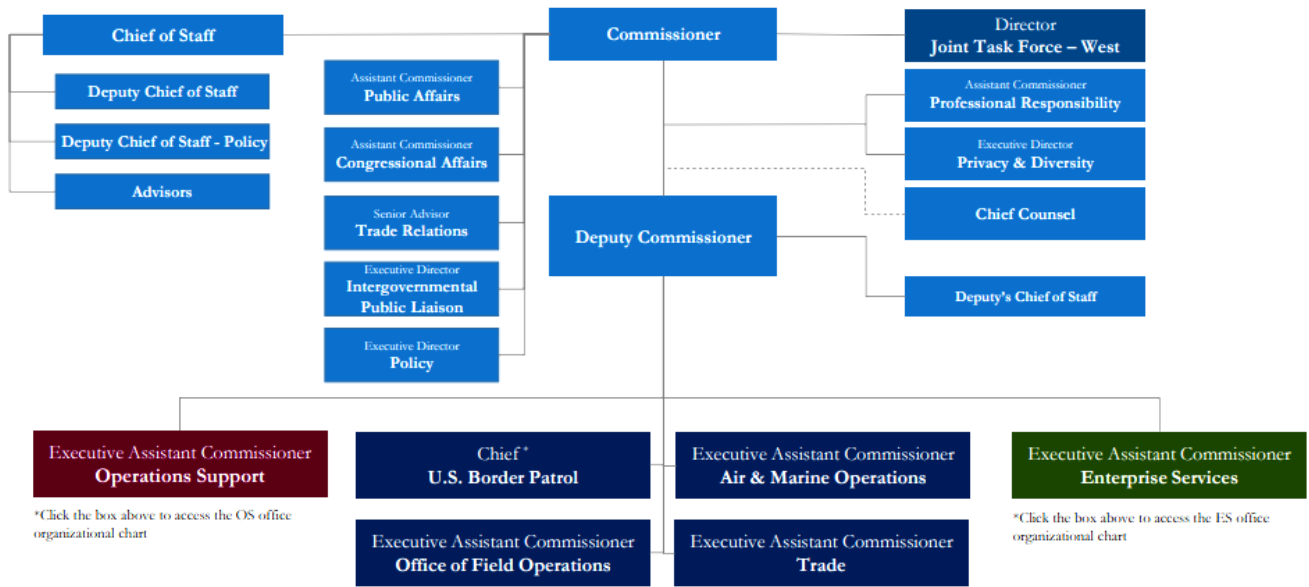 Chief of Staff
Deputy Chief of Staff
Deputy Chief of Staff - Policy
Advisors
Commissioner
Assistant Commissioner
Public Affairs
Assistant Commissioner
Congressional Affairs
Senior Advisor
Trade Relations
Executive Director
Intergovernmental
Public Liaison
Executive Director
Policy
Director
Joint Task Force – West
Assistant Commissioner
Professional Responsibility
Executive Director
Privacy & Diversity
Chief Counsel
Deputy Commissioner
Deputy's Chief of Staff
Executive Assistant Commissioner
Operations Support
*Click the box above to access the OS office
organizational chart
Chief *
U.S. Border Patrol
Executive Assistant Commissioner
Air & Marine Operations
Executive Assistant Commissioner
Enterprise Services
*Click the box above to access the ES office
organizational chart
Executive Assistant Commissioner
Office of Field Operations
Executive Assistant Commissioner
Trade